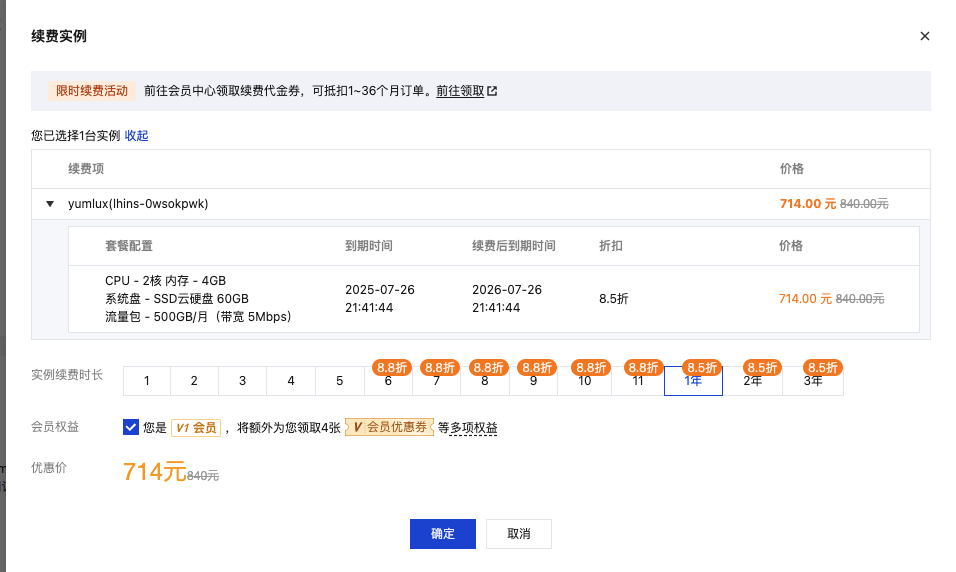 续费实例
限时续费活动 前往会员中心领取续费代金券，可抵扣1~36个月订单。前往领取
您已选择1台实例 收起
续费项 价格
yumlux(lhins-0wsokpwk) 714.00 元 840.00元
套餐配置 到期时间 续费后到期时间 折扣 价格
CPU - 2核 内存 - 4GB
系统盘 - SSD云硬盘 60GB
流量包 - 500GB/月（带宽 5Mbps）
2025-07-26
21:41:44
2026-07-26
21:41:44
8.5折
714.00 元 840.00元
8.8折 8.8折 8.8折 8.8折 8.8折 8.8折 8.5折 8.5折 8.5折
实例续费时长 1 2 3 4 5 6 7 8 9 10 11 1年 2年 3年
会员权益 您是 V1 会员 ，将额外为您领取4张 V 会员优惠券 等多项权益
优惠价 714元 840元
确定 取消